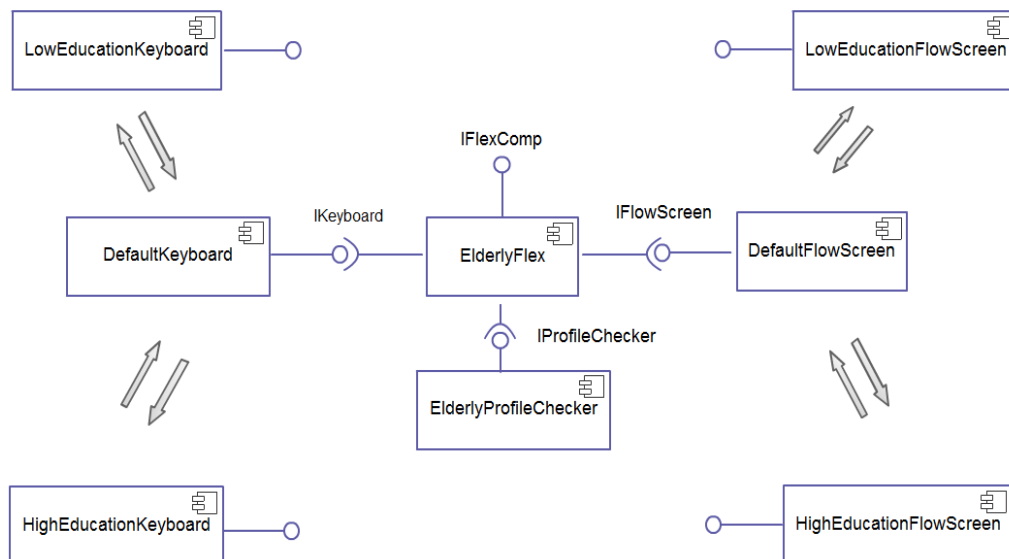 LowEducationKeyboard
LowEducationFlowScreen
IFlexComp
IKeyboard
IFlowScreen
DefaultKeyboard
ElderlyFlex
DefaultFlowScreen
IProfileChecker
ElderlyProfileChecker
HighEducationKeyboard
HighEducationFlowScreen